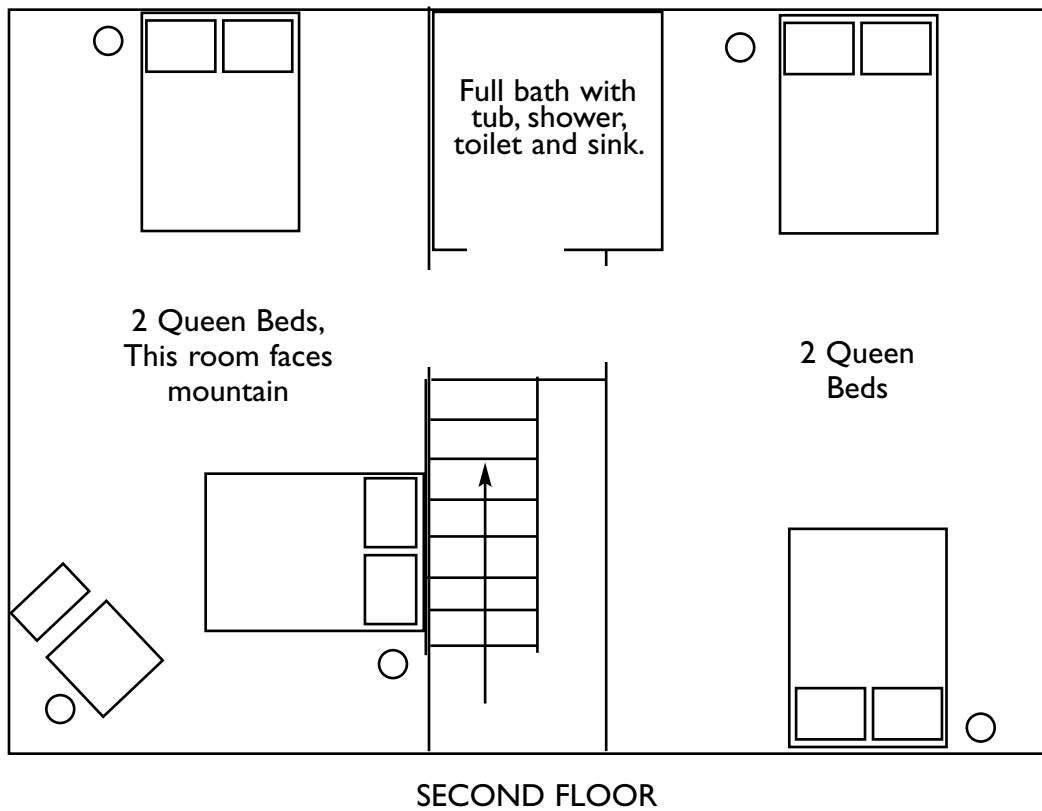 Full bath with
tub, shower,
toilet and sink.
2 Queen Beds,
This room faces
mountain
2 Queen
Beds
SECOND FLOOR